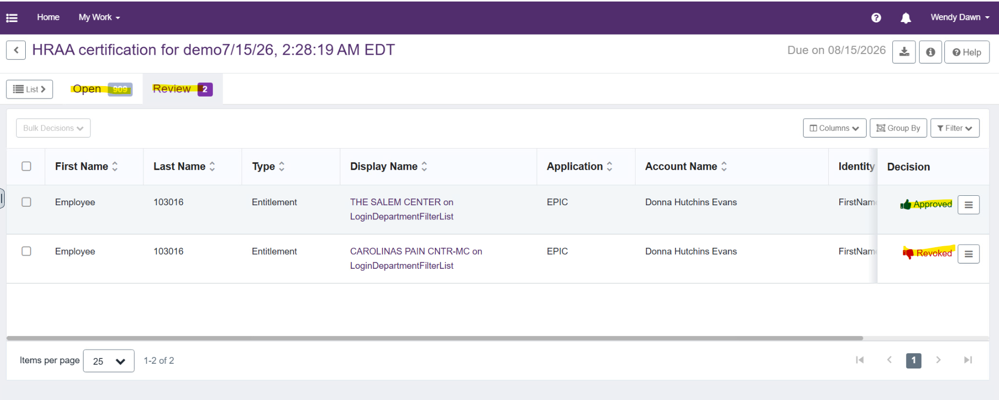 Home My Work Wendy Dawn
HRAA certification for demo7/15/26, 2:28:19 AM EDT Due on 08/15/2026 Help
List Open 909 Review 2
Bulk Decisions Columns Group By Filter
First Name Last Name Type Display Name Application Account Name Identity Decision
Employee 103016 Entitlement THE SALEM CENTER on EPIC Donna Hutchins Evans FirstName Approved
LoginDepartmentFilterList
Employee 103016 Entitlement CAROLINAS PAIN CNTR-MC on EPIC Donna Hutchins Evans FirstName Revoked
LoginDepartmentFilterList
Items per page 25 1-2 of 2 1